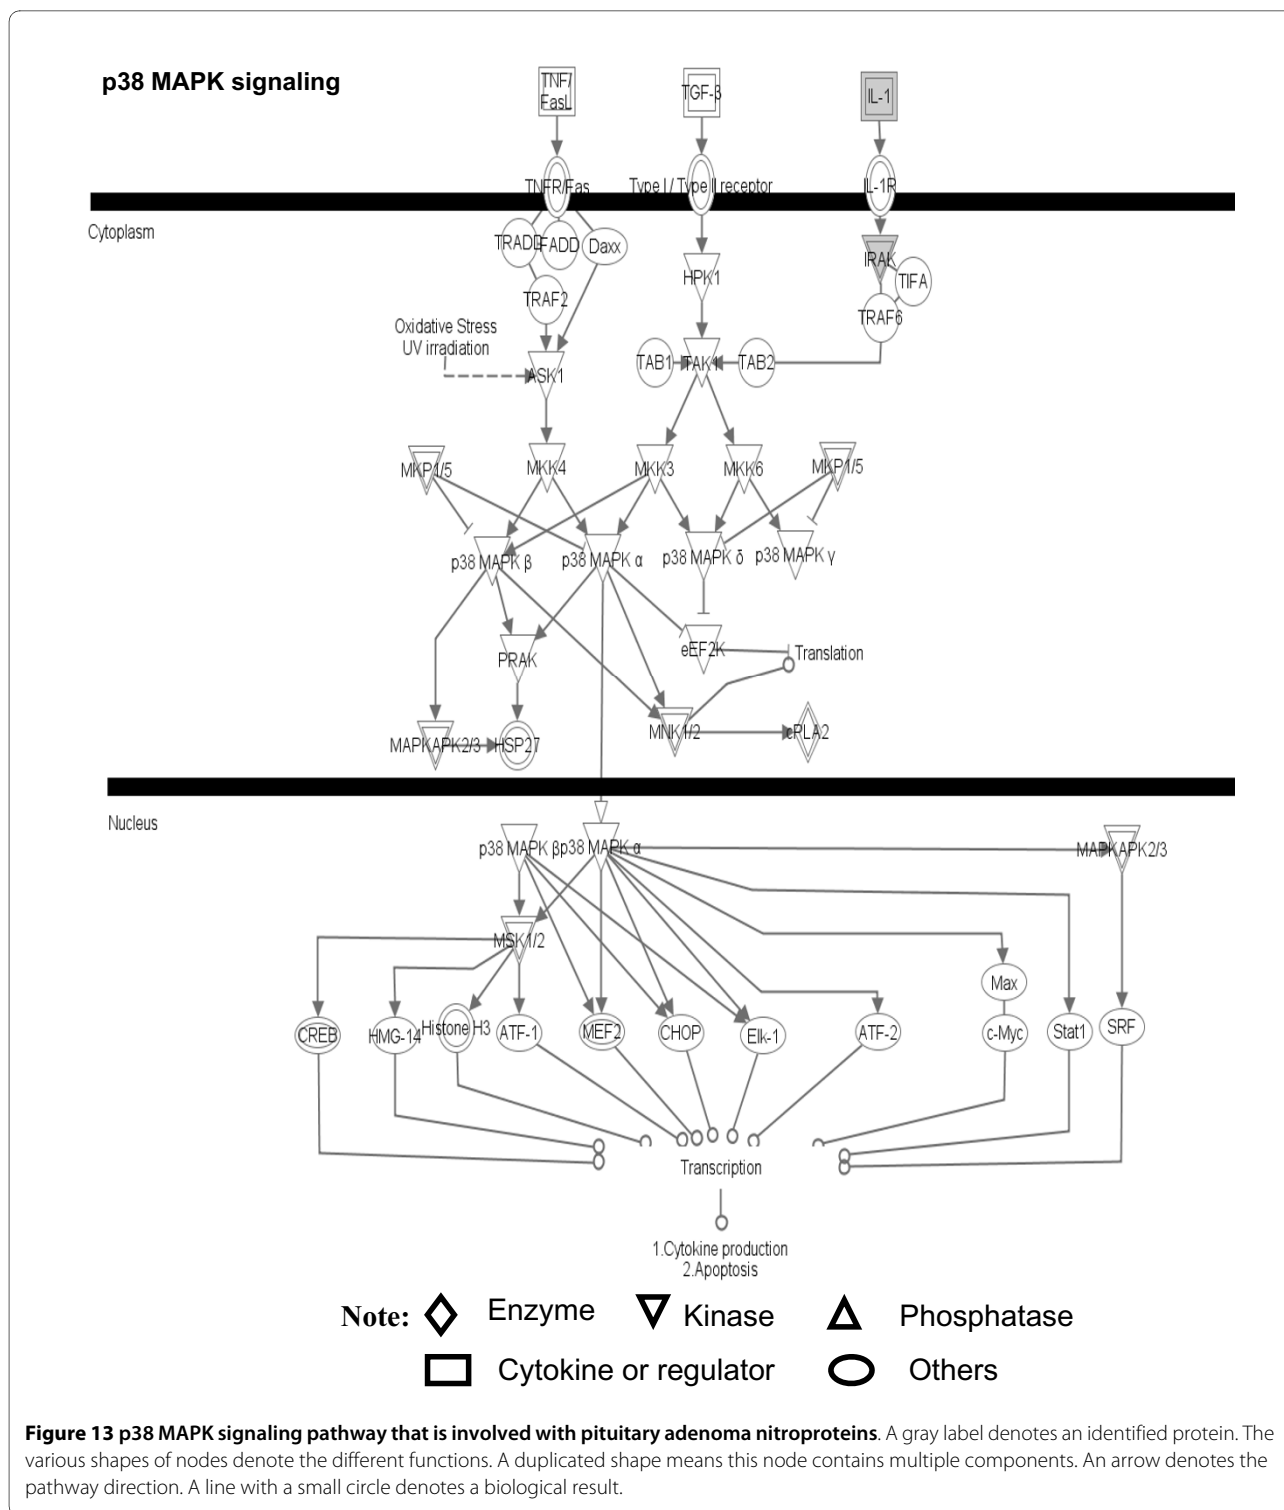 p38 MAPK signaling
TNF/
FasL
TGF-β
IL-1
TNFR/Fas
Type I / Type II receptor
IL-1R
Cytoplasm
TRADD
FADD
Daxx
IRAK
TIFA
HPK1
TRAF2
TRAF6
Oxidative Stress
UV irradiation
ASK1
TAB1
TAK1
TAB2
MKP1/5
MKK4
MKK3
MKK6
MKP1/5
p38 MAPK β
p38 MAPK α
p38 MAPK δ
p38 MAPK γ
PRAK
eEF2K
Translation
MAPKAPK2/3
HSP27
MNK1/2
cPLA2
Nucleus
p38 MAPK β
p38 MAPK α
MAPKAPK2/3
MSK1/2
Max
CREB
HMG-14
Histone H3
ATF-1
MEF2
CHOP
Elk-1
ATF-2
c-Myc
Stat1
SRF
Transcription
1.Cytokine production
2.Apoptosis
Note: Enzyme Kinase Phosphatase
Cytokine or regulator Others
Figure 13 p38 MAPK signaling pathway that is involved with pituitary adenoma nitroproteins. A gray label denotes an identified protein. The
various shapes of nodes denote the different functions. A duplicated shape means this node contains multiple components. An arrow denotes the
pathway direction. A line with a small circle denotes a biological result.